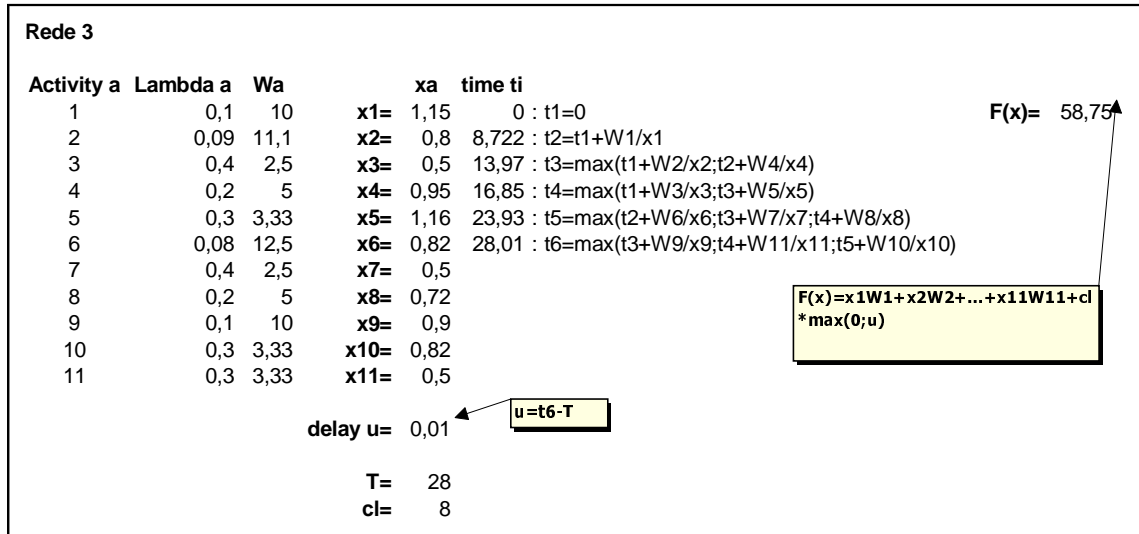 Rede 3
Activity a Lambda a Wa xa time ti
1 0,1 10 x1= 1,15 0 : t1=0 F(x)= 58,75
2 0,09 11,1 x2= 0,8 8,722 : t2=t1+W1/x1
3 0,4 2,5 x3= 0,5 13,97 : t3=max(t1+W2/x2;t2+W4/x4)
4 0,2 5 x4= 0,95 16,85 : t4=max(t1+W3/x3;t3+W5/x5)
5 0,3 3,33 x5= 1,16 23,93 : t5=max(t2+W6/x6;t3+W7/x7;t4+W8/x8)
6 0,08 12,5 x6= 0,82 28,01 : t6=max(t3+W9/x9;t4+W11/x11;t5+W10/x10)
7 0,4 2,5 x7= 0,5
8 0,2 5 x8= 0,72
F(x)=x1W1+x2W2+...+x11W11+cl
*max(0;u)
9 0,1 10 x9= 0,9
10 0,3 3,33 x10= 0,82
11 0,3 3,33 x11= 0,5
u=t6-T
delay u= 0,01
T= 28
cl= 8